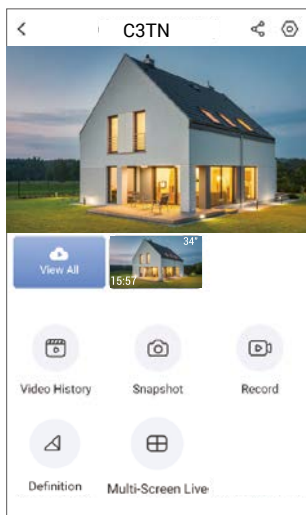 C3TN
View All
34"
15:57
Video History
Snapshot
Record
Definition
Multi-Screen Live